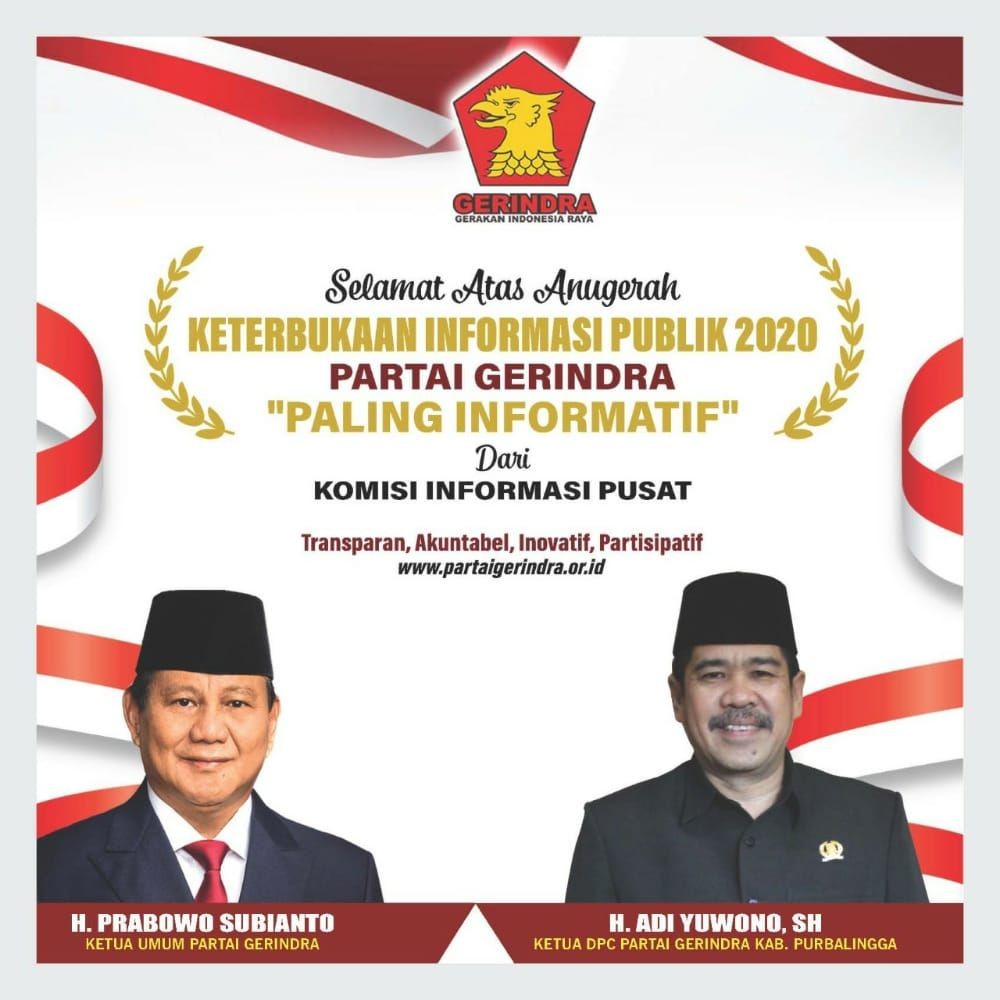 GERINDRA
GERAKAN INDONESIA RAYA
Selamat Atas Anugerah
KETERBUKAAN INFORMASI PUBLIK 2020
PARTAI GERINDRA
"PALING INFORMATIF"
Dari
KOMISI INFORMASI PUSAT
Transparan, Akuntabel, Inovatif, Partisipatif
www.partaigerindra.or.id
H. PRABOWO SUBIANTO
KETUA UMUM PARTAI GERINDRA
H. ADI YUWONO, SH
KETUA DPC PARTAI GERINDRA KAB. PURBALINGGA